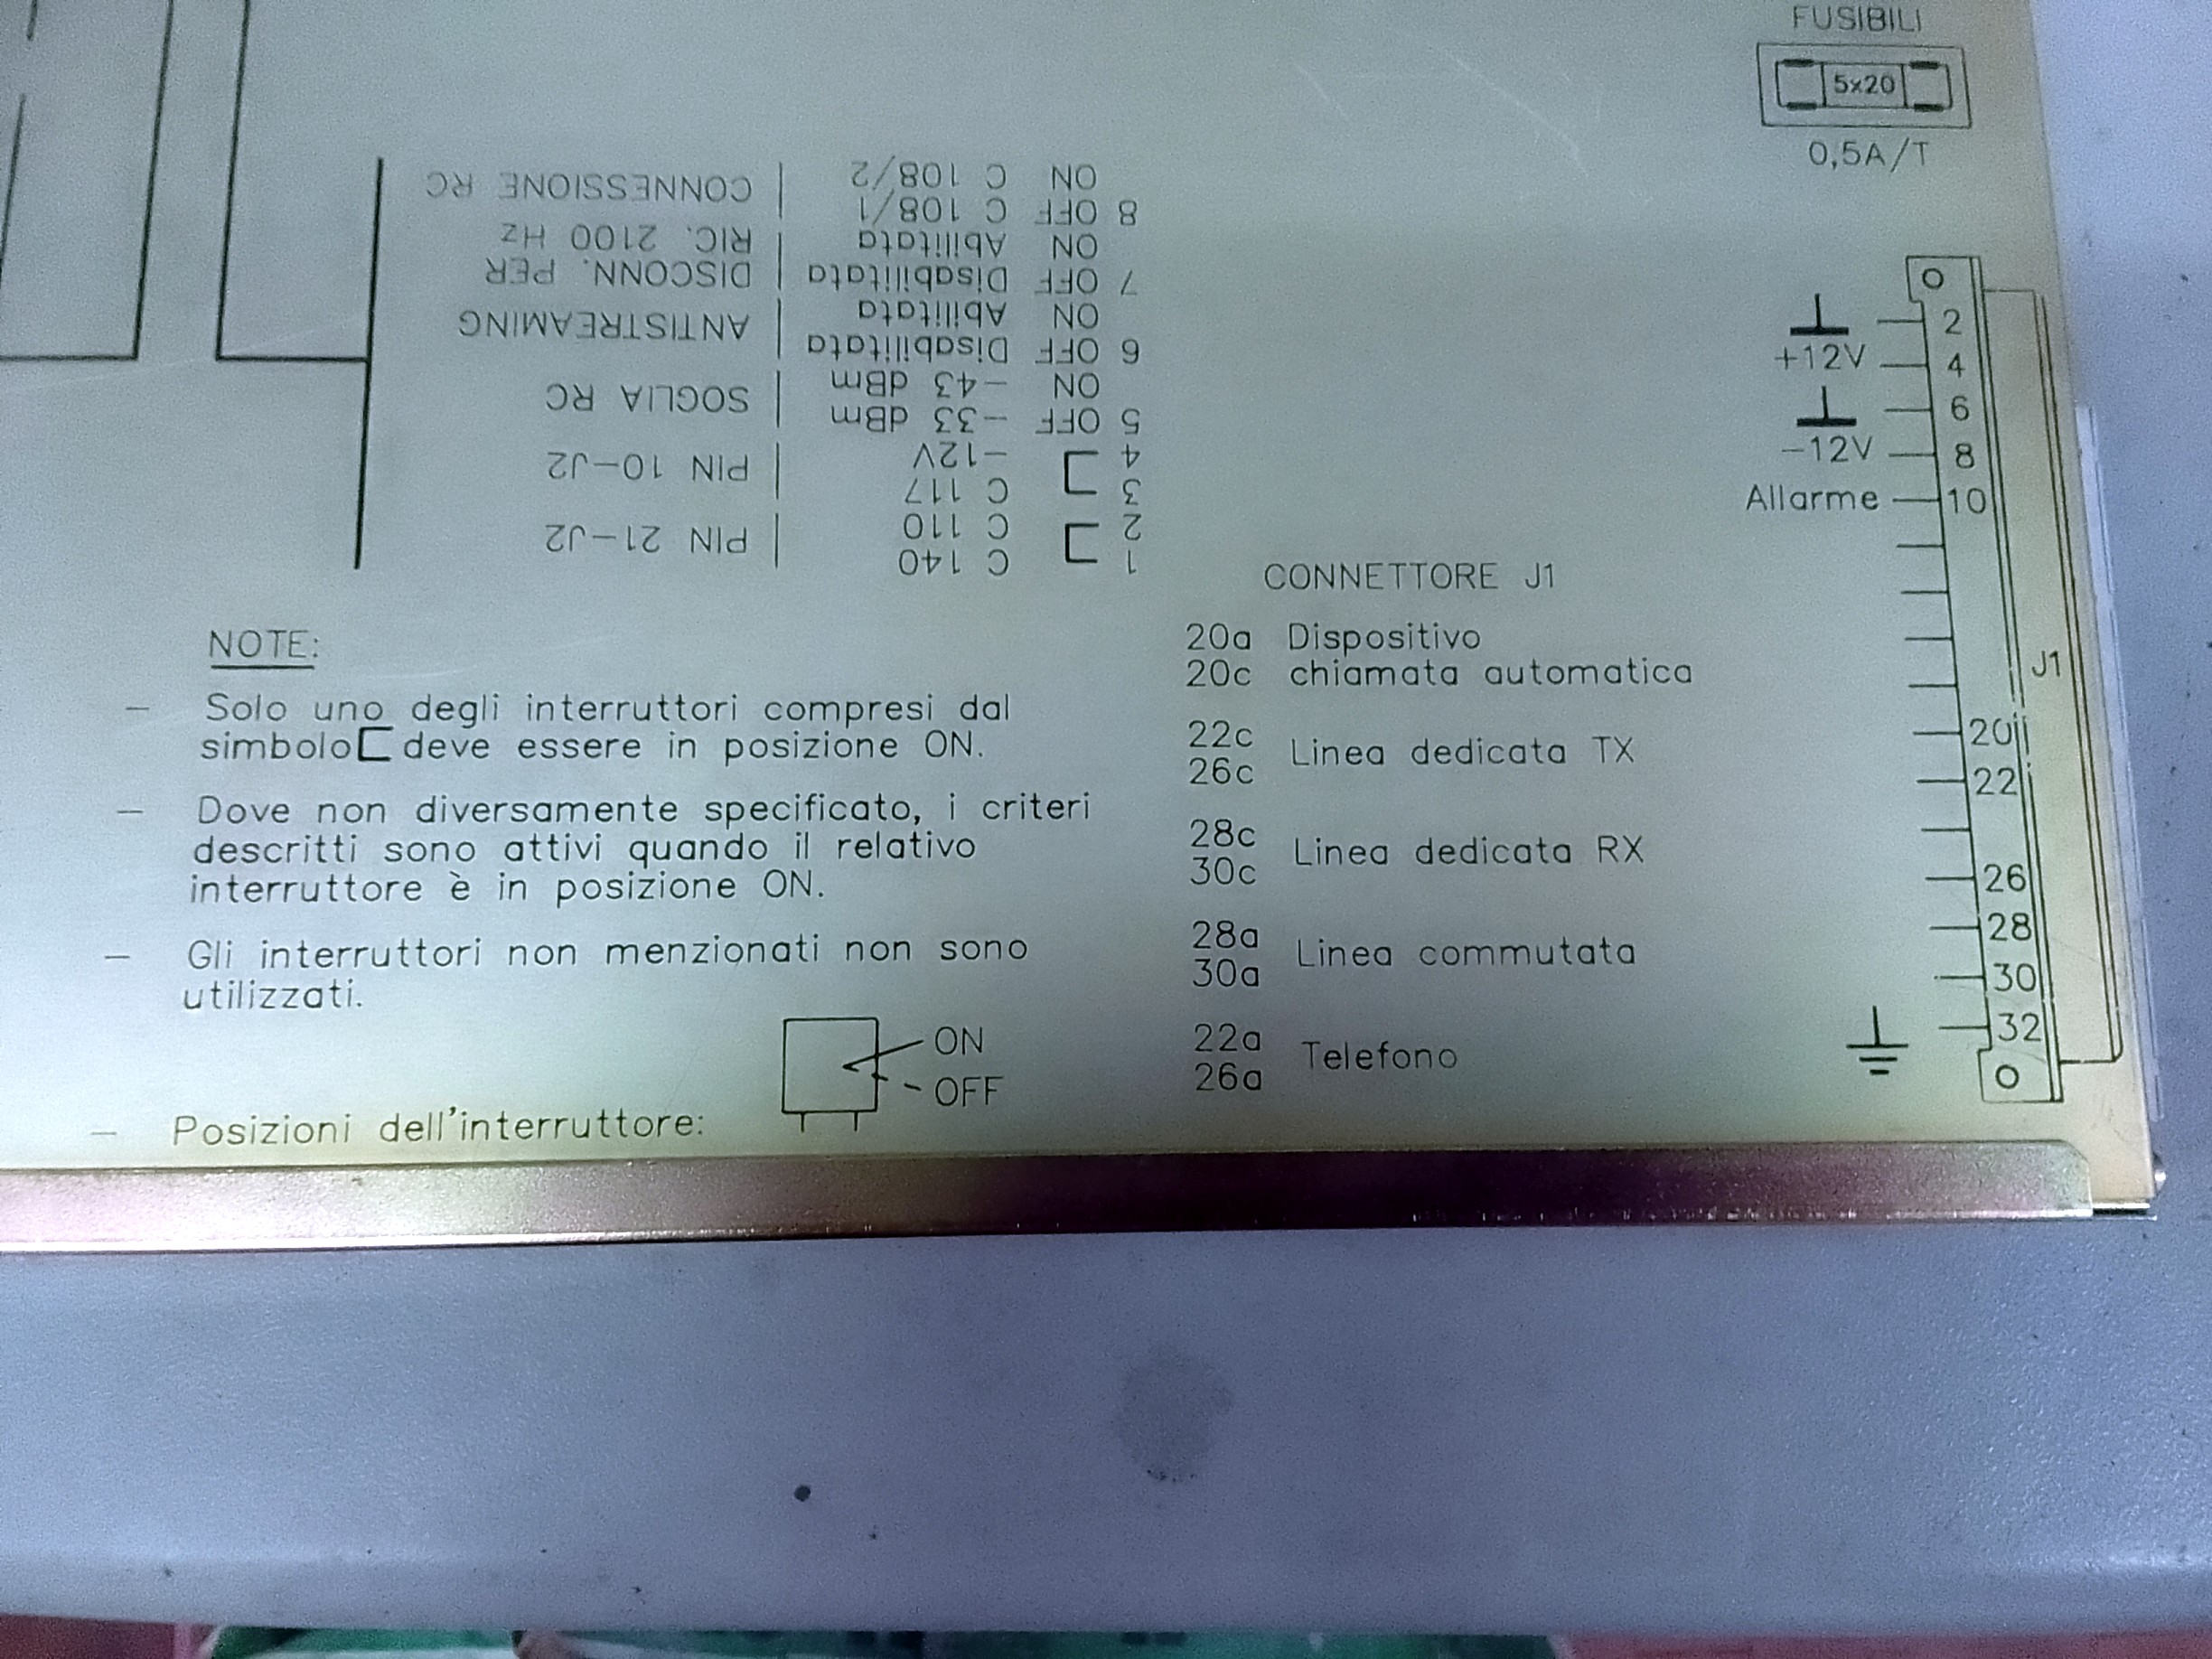 FUSIBILI
5x20
0,5A/T
1 C 140
2 C 110 | PIN 21-J2
3 C 117
4 -12V | PIN 10-J2
5 OFF -33 dBm | SOGLIA RC
ON -43 dBm
6 OFF Disabilitata | ANTISTREAMING
ON Abilitata
7 OFF Disabilitata | DISCONN. PER
ON Abilitata | RIC. 2100 Hz
8 OFF C 108/1 | CONNESSIONE RC
ON C 108/2
NOTE:
- Solo uno degli interruttori compresi dal
simbolo deve essere in posizione ON.
- Dove non diversamente specificato, i criteri
descritti sono attivi quando il relativo
interruttore è in posizione ON.
- Gli interruttori non menzionati non sono
utilizzati.
- Posizioni dell'interruttore:
ON
OFF
CONNETTORE J1
20a Dispositivo
20c chiamata automatica
22c
26c Linea dedicata TX
28c
30c Linea dedicata RX
28a
30a Linea commutata
22a
26a Telefono
2
+12V 4
6
-12V 8
Allarme 10
J1
20
22
26
28
30
32